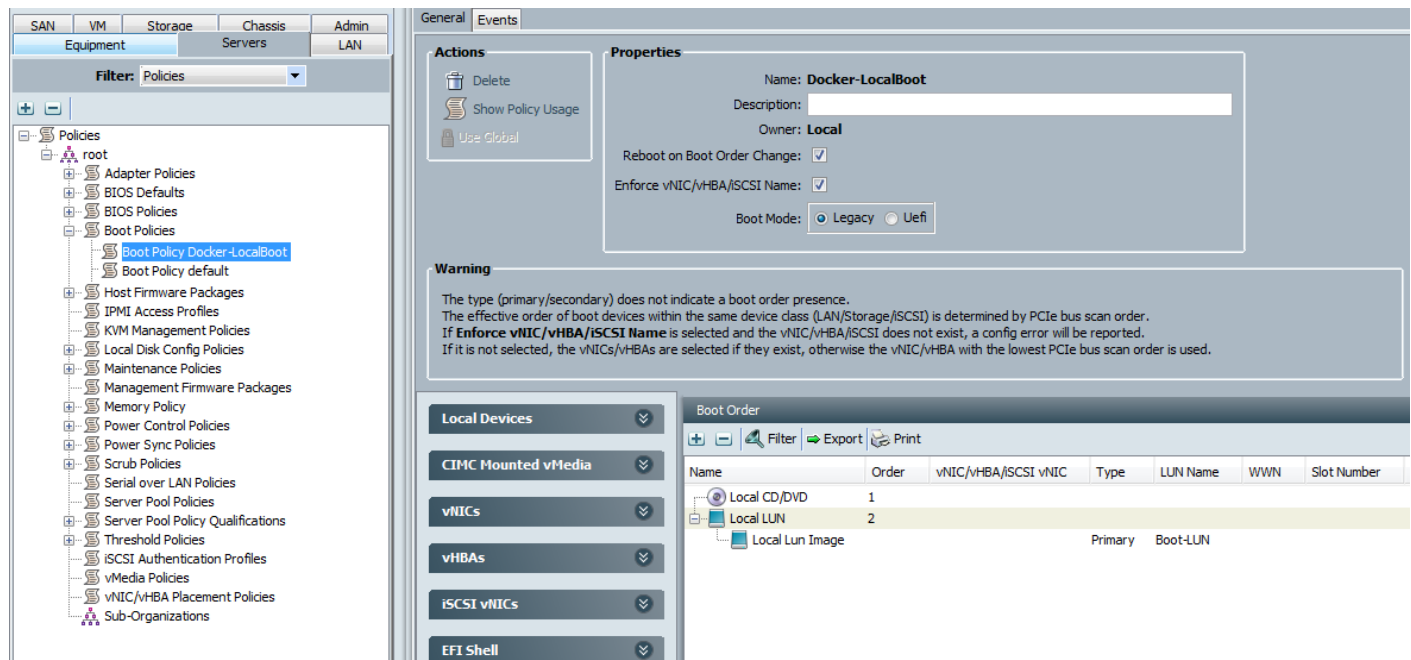 SAN VM Storage Chassis Admin
Equipment Servers LAN
Filter: Policies
Policies
root
Adapter Policies
BIOS Defaults
BIOS Policies
Boot Policies
Boot Policy Docker-LocalBoot
Boot Policy default
Host Firmware Packages
IPMI Access Profiles
KVM Management Policies
Local Disk Config Policies
Maintenance Policies
Management Firmware Packages
Memory Policy
Power Control Policies
Power Sync Policies
Scrub Policies
Serial over LAN Policies
Server Pool Policies
Server Pool Policy Qualifications
Threshold Policies
iSCSI Authentication Profiles
vMedia Policies
vNIC/vHBA Placement Policies
Sub-Organizations
General Events
Actions
Delete
Show Policy Usage
Use Global
Properties
Name: Docker-LocalBoot
Description:
Owner: Local
Reboot on Boot Order Change:
Enforce vNIC/vHBA/iSCSI Name:
Boot Mode: Legacy Uefi
Warning
The type (primary/secondary) does not indicate a boot order presence.
The effective order of boot devices within the same device class (LAN/Storage/iSCSI) is determined by PCIe bus scan order.
If Enforce vNIC/vHBA/iSCSI Name is selected and the vNIC/vHBA/iSCSI does not exist, a config error will be reported.
If it is not selected, the vNICs/vHBAs are selected if they exist, otherwise the vNIC/vHBA with the lowest PCIe bus scan order is used.
Local Devices
CIMC Mounted vMedia
vNICs
vHBAs
iSCSI vNICs
EFI Shell
Boot Order
Filter Export Print
Name Order vNIC/vHBA/iSCSI vNIC Type LUN Name WWN Slot Number
Local CD/DVD 1
Local LUN 2
Local Lun Image Primary Boot-LUN